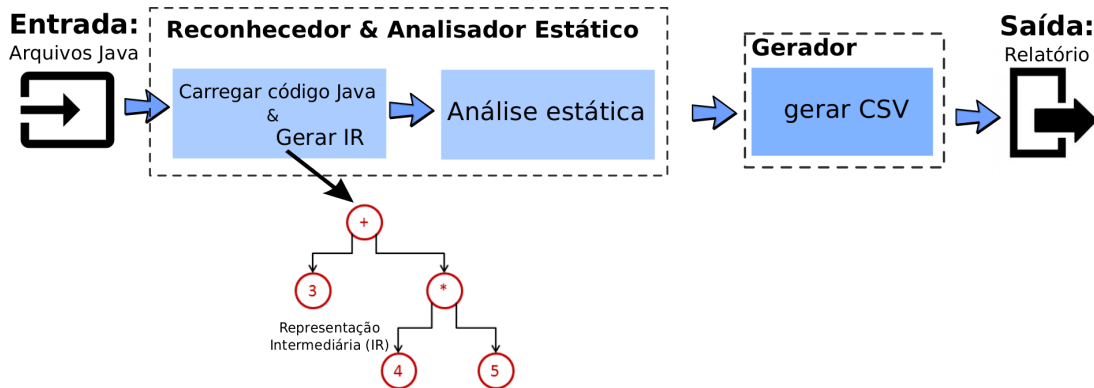 Entrada:
Arquivos Java
Reconhecedor & Analisador Estático
Carregar código Java
&
Gerar IR
Análise estática
Gerador
gerar CSV
Saída:
Relatório
+
3
*
Representação
Intermediária (IR)
4
5